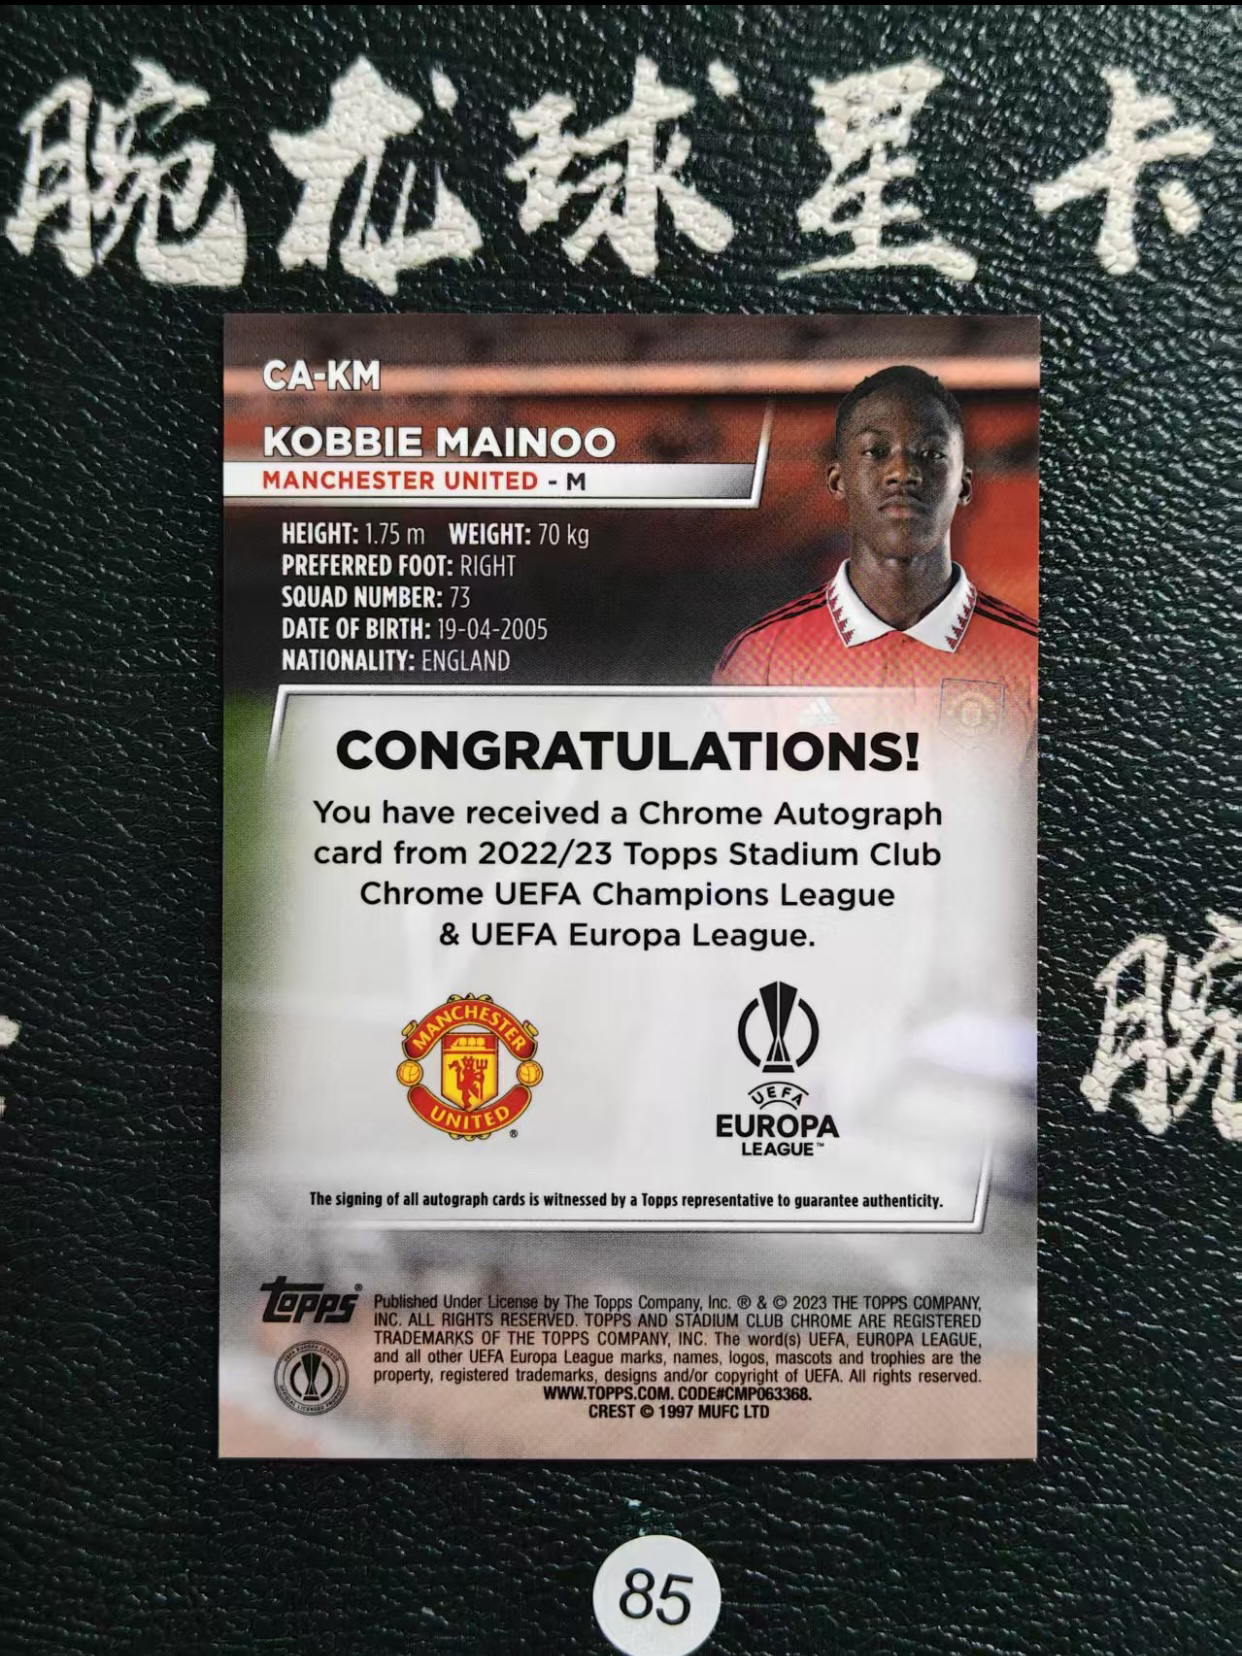 腕龙球星卡
CA-KM
KOBBIE MAINOO
MANCHESTER UNITED - M
HEIGHT: 1.75 m WEIGHT: 70 kg
PREFERRED FOOT: RIGHT
SQUAD NUMBER: 73
DATE OF BIRTH: 19-04-2005
NATIONALITY: ENGLAND
CONGRATULATIONS!
You have received a Chrome Autograph
card from 2022/23 Topps Stadium Club
Chrome UEFA Champions League
& UEFA Europa League.
MANCHESTER
UNITED
®
UEFA
EUROPA
LEAGUE™
腕
The signing of all autograph cards is witnessed by a Topps representative to guarantee authenticity.
topps®
Published Under License by The Topps Company, Inc. ® & © 2023 THE TOPPS COMPANY,
INC. ALL RIGHTS RESERVED. TOPPS AND STADIUM CLUB CHROME ARE REGISTERED
TRADEMARKS OF THE TOPPS COMPANY, INC. The word(s) UEFA, EUROPA LEAGUE,
and all other UEFA Europa League marks, names, logos, mascots and trophies are the
property, registered trademarks, designs and/or copyright of UEFA. All rights reserved.
WWW.TOPPS.COM. CODE#CMP063368.
CREST © 1997 MUFC LTD
85